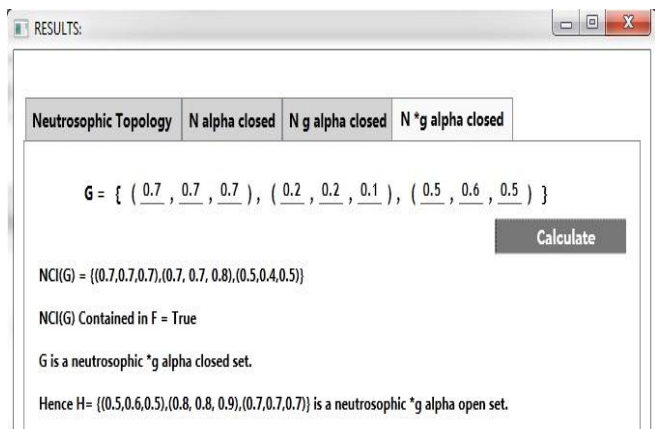 RESULTS:
Neutrosophic Topology N alpha closed N g alpha closed N *g alpha closed
G = { ( 0.7 , 0.7 , 0.7 ) , ( 0.2 , 0.2 , 0.1 ) , ( 0.5 , 0.6 , 0.5 ) }
Calculate
NCl(G) = {(0.7,0.7,0.7),(0.7, 0.7, 0.8),(0.5,0.4,0.5)}
NCl(G) Contained in F = True
G is a neutrosophic *g alpha closed set.
Hence H= {(0.5,0.6,0.5),(0.8, 0.8, 0.9),(0.7,0.7,0.7)} is a neutrosophic *g alpha open set.